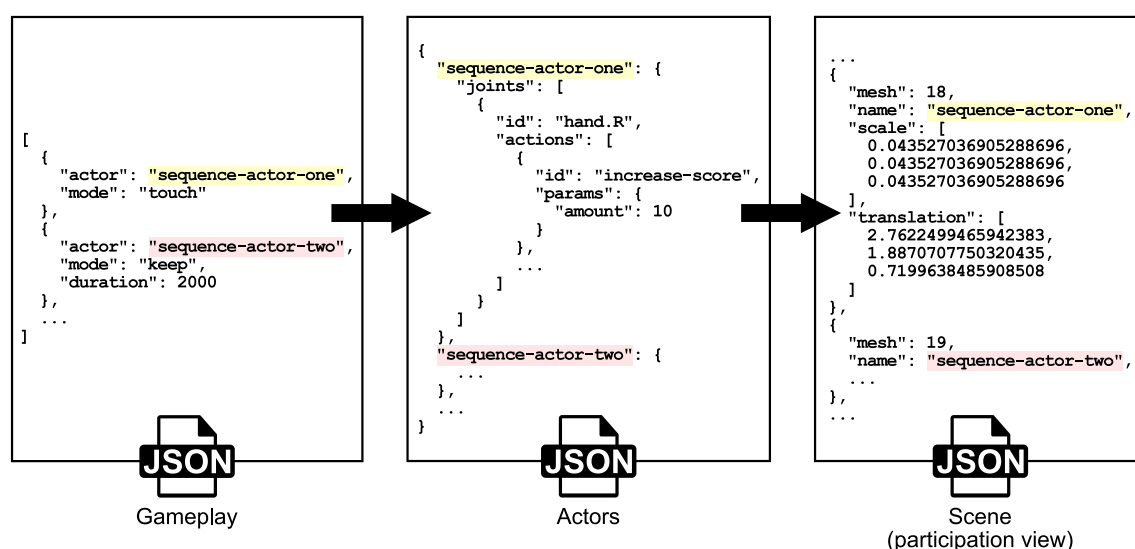 [
  {
    "actor": "sequence-actor-one",
    "mode": "touch"
  },
  {
    "actor": "sequence-actor-two",
    "mode": "keep",
    "duration": 2000
  },
  ...
]
JSON
Gameplay
{
  "sequence-actor-one": {
    "joints": [
      {
        "id": "hand.R",
        "actions": [
          {
            "id": "increase-score",
            "params": {
              "amount": 10
            }
          },
          ...
        ]
      }
    ]
  },
  "sequence-actor-two": {
    ...
  },
  ...
}
JSON
Actors
...
{
  "mesh": 18,
  "name": "sequence-actor-one",
  "scale": [
    0.043527036905288696,
    0.043527036905288696,
    0.043527036905288696
  ],
  "translation": [
    2.7622499465942383,
    1.8870707750320435,
    0.7199638485908508
  ]
},
{
  "mesh": 19,
  "name": "sequence-actor-two",
  ...
},
...
JSON
Scene
(participation view)